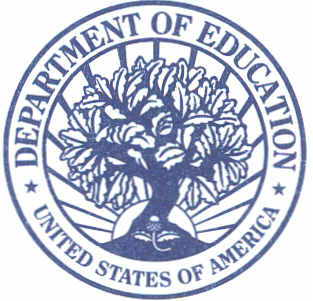 DEPARTMENT OF EDUCATION
UNITED STATES OF AMERICA